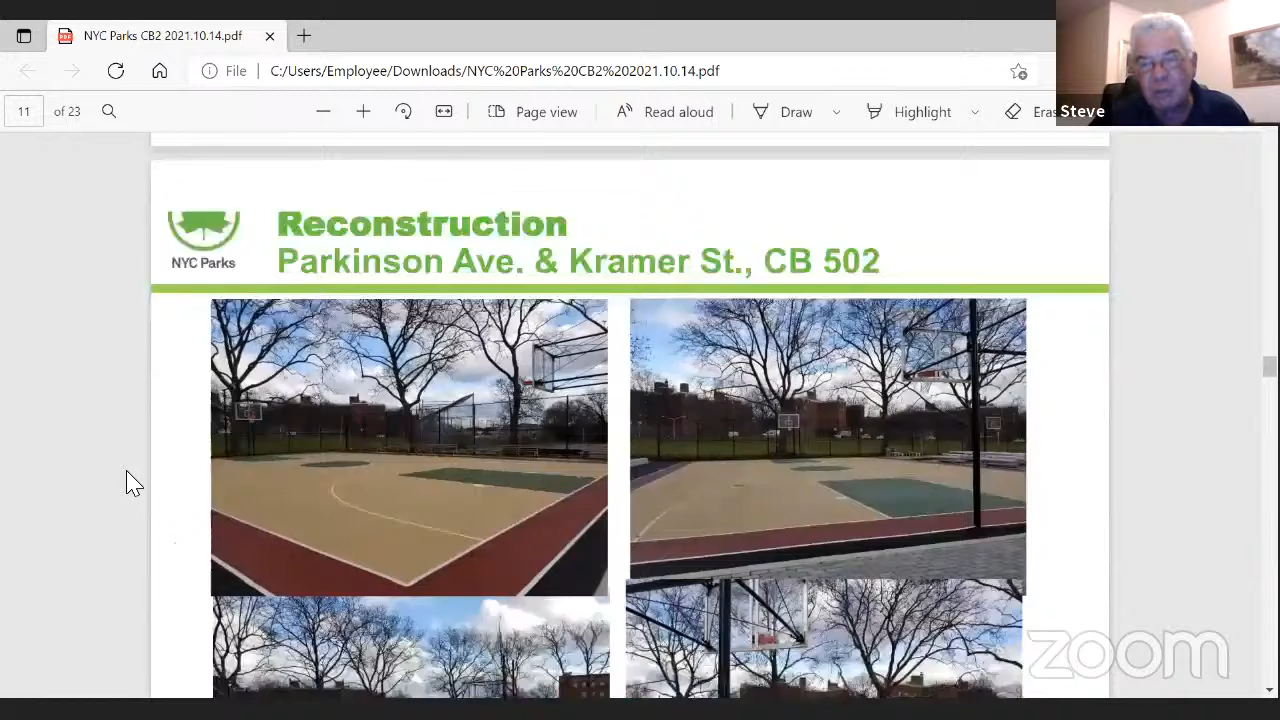 NYC Parks CB2 2021.10.14.pdf
File
C:/Users/Employee/Downloads/NYC%20Parks%20CB2%202021.10.14.pdf
11 of 23
Page view
Read aloud
Draw
Highlight
Eras
Steve
NYC Parks
Reconstruction
Parkinson Ave. & Kramer St., CB 502
zoom